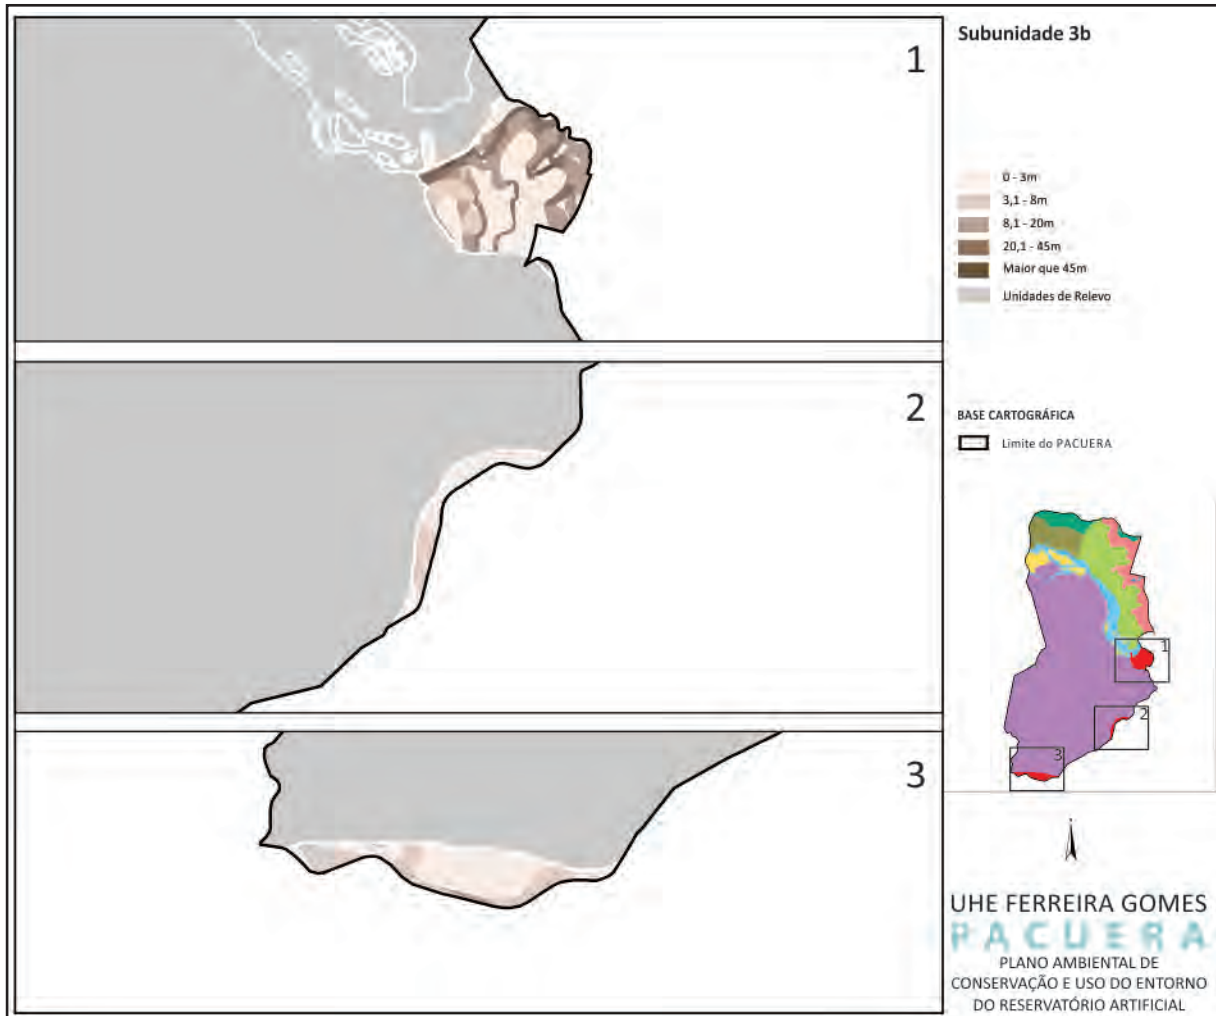 1
2
3
Subunidade 3b
0 - 3m
3,1 - 8m
8,1 - 20m
20,1 - 45m
Maior que 45m
Unidades de Relevo
BASE CARTOGRÁFICA
Limite do PACUERA
1
2
3
UHE FERREIRA GOMES
PACUERA
PLANO AMBIENTAL DE
CONSERVAÇÃO E USO DO ENTORNO
DO RESERVATÓRIO ARTIFICIAL